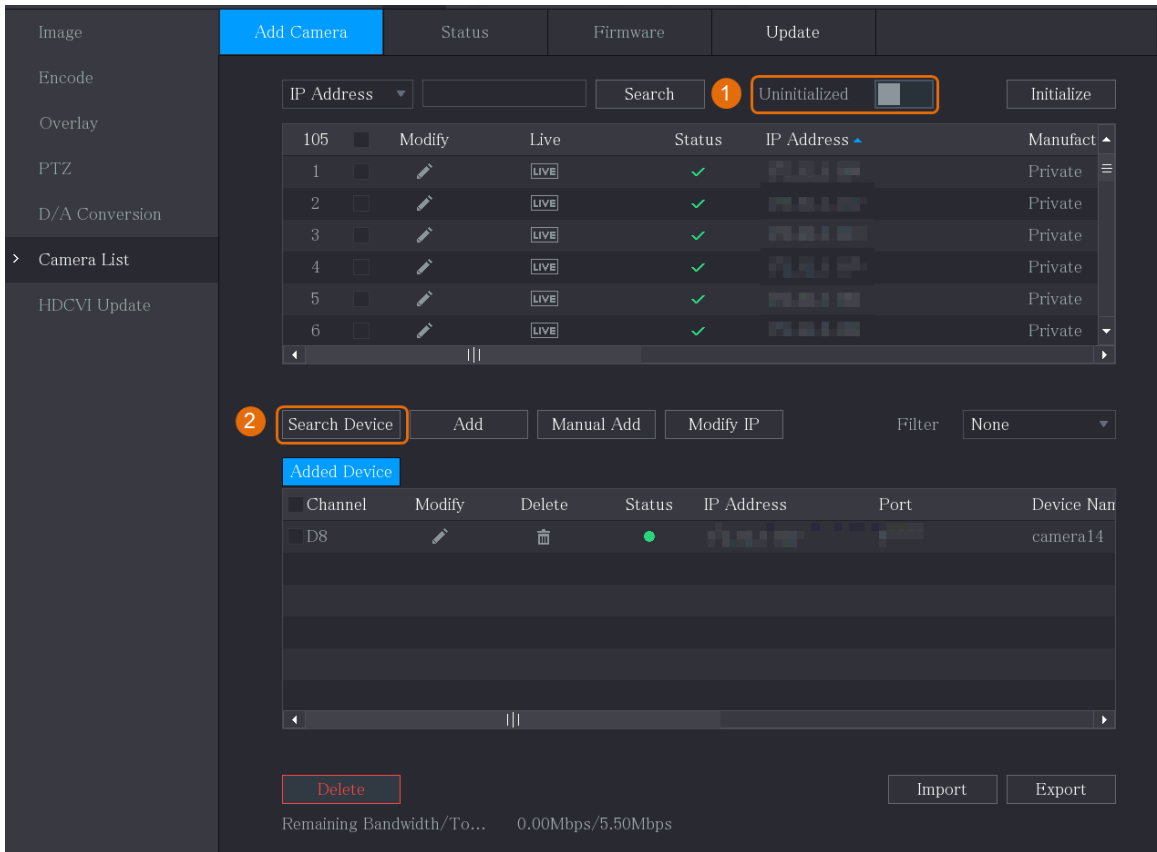 Add Camera Status Firmware Update
Image
Encode
Overlay
PTZ
D/A Conversion
Camera List
HDCVI Update
IP Address Search 1 Uninitialized Initialize
105 Modify Live Status IP Address Manufact
1 LIVE Private
2 LIVE Private
3 LIVE Private
4 LIVE Private
5 LIVE Private
6 LIVE Private
2 Search Device Add Manual Add Modify IP Filter None
Added Device
Channel Modify Delete Status IP Address Port Device Nam
D8 camera14
Delete Import Export
Remaining Bandwidth/To... 0.00Mbps/5.50Mbps